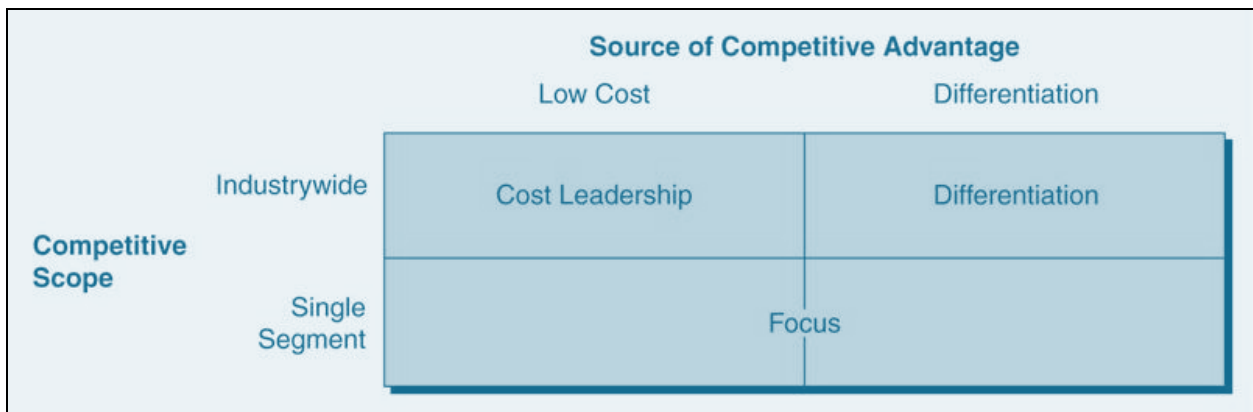 Source of Competitive Advantage
Low Cost Differentiation
Industrywide Cost Leadership Differentiation
Competitive
Scope
Single
Segment
Focus